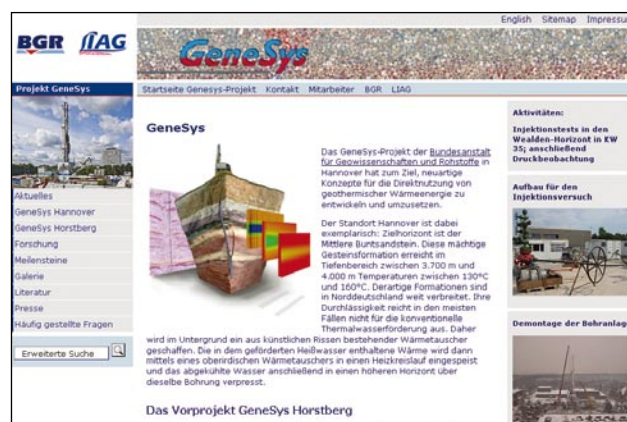 English Sitemap Impressu
BGR LIAG
GeneSys
Projekt GeneSys
Startseite Genesys-Projekt Kontakt Mitarbeiter BGR LIAG
Aktuelles
GeneSys Hannover
GeneSys Horstberg
Forschung
Meilensteine
Galerie
Literatur
Presse
Häufig gestellte Fragen
Erweiterte Suche
GeneSys
Das GeneSys-Projekt der Bundesanstalt
für Geowissenschaften und Rohstoffe in
Hannover hat zum Ziel, neuartige
Konzepte für die Direktnutzung von
geothermischer Wärmeenergie zu
entwickeln und umzusetzen.
Der Standort Hannover ist dabei
exemplarisch: Zielhorizont ist der
Mittlere Buntsandstein. Diese mächtige
Gesteinsformation erreicht im
Tiefenbereich zwischen 3.700 m und
4.000 m Temperaturen zwischen 130°C
und 160°C. Derartige Formationen sind
in Norddeutschland weit verbreitet. Ihre
Durchlässigkeit reicht in den meisten
Fällen nicht für die konventionelle
Thermalwasserförderung aus. Daher
wird im Untergrund ein aus künstlichen Rissen bestehender Wärmetauscher
geschaffen. Die in dem geförderten Heißwasser enthaltene Wärme wird dann
mittels eines oberirdischen Wärmetauschers in einen Heizkreislauf eingespeist
und das abgekühlte Wasser anschließend in einen höheren Horizont über
dieselbe Bohrung verpresst.
Das Vorprojekt GeneSys Horstberg
Aktivitäten:
Injektionstests in den
Wealden-Horizont in KW
35; anschließend
Druckbeobachtung
Aufbau für den
Injektionsversuch
Demontage der Bohranlage